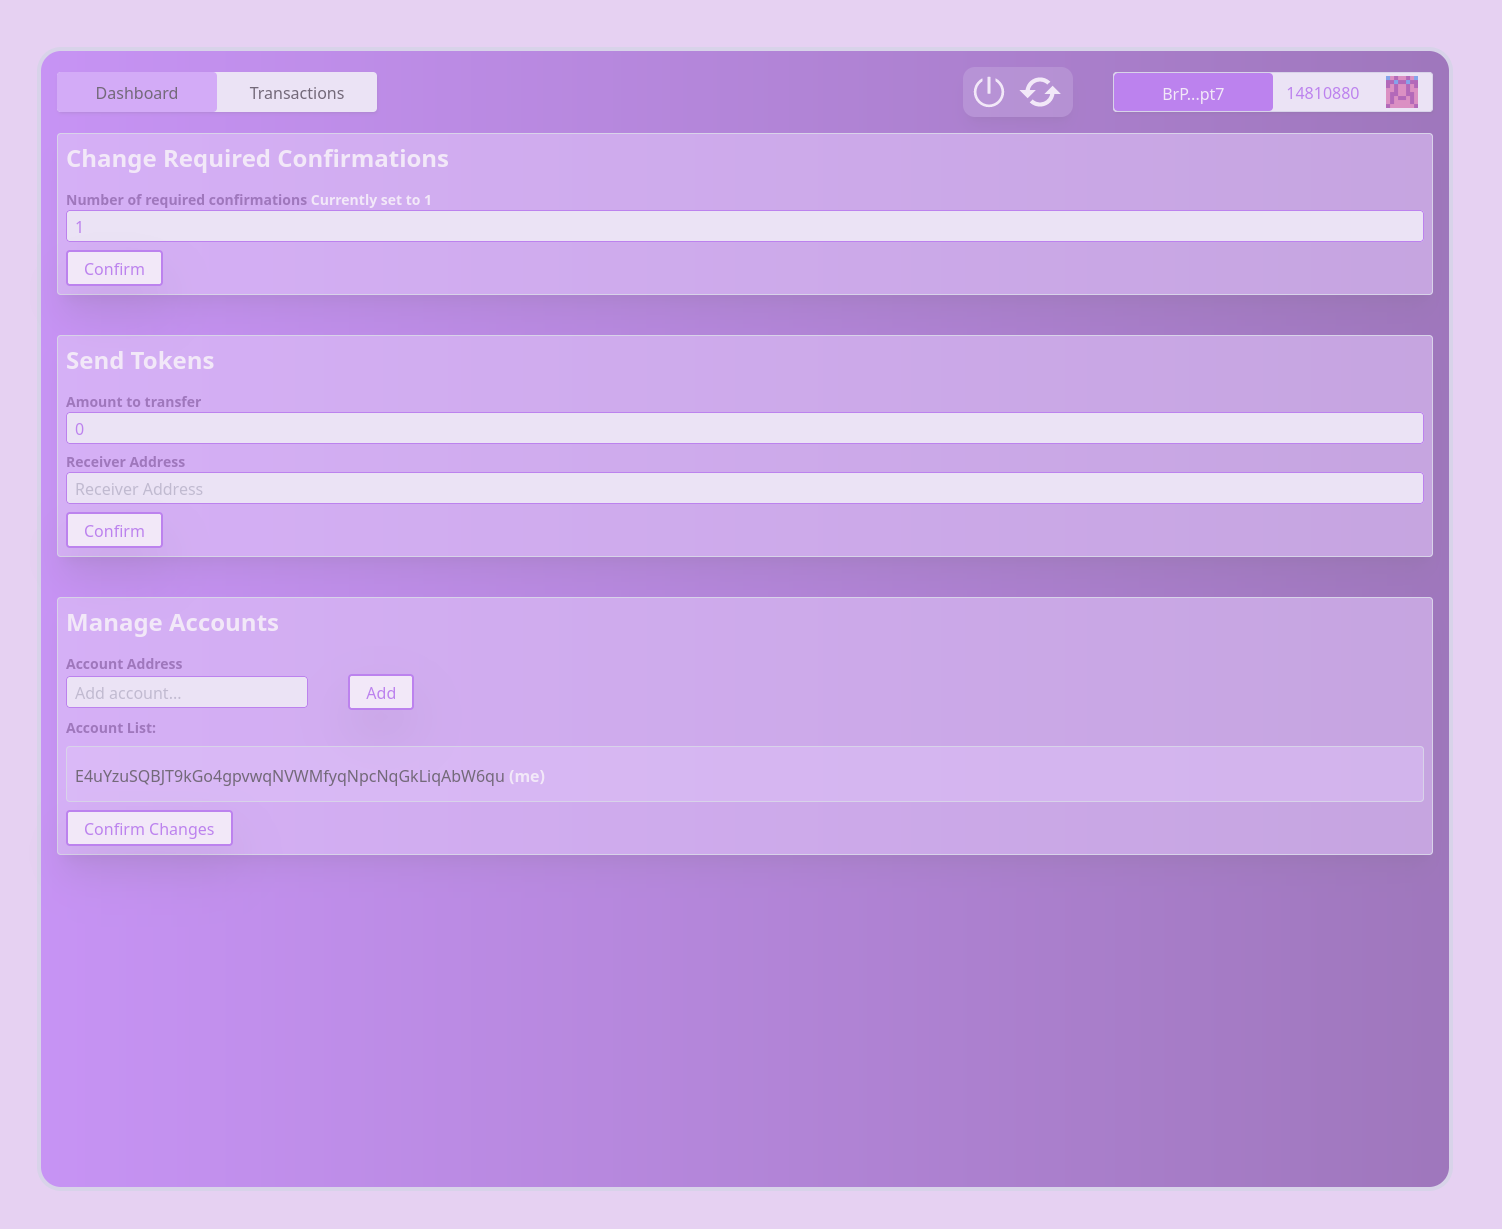 Dashboard Transactions BrP...pt7 14810880
Change Required Confirmations
Number of required confirmations Currently set to 1
1
Confirm
Send Tokens
Amount to transfer
0
Receiver Address
Receiver Address
Confirm
Manage Accounts
Account Address
Add account... Add
Account List:
E4uYzuSQBJT9kGo4gpvwqNVWMfyqNpcNqGkLiqAbW6qu (me)
Confirm Changes